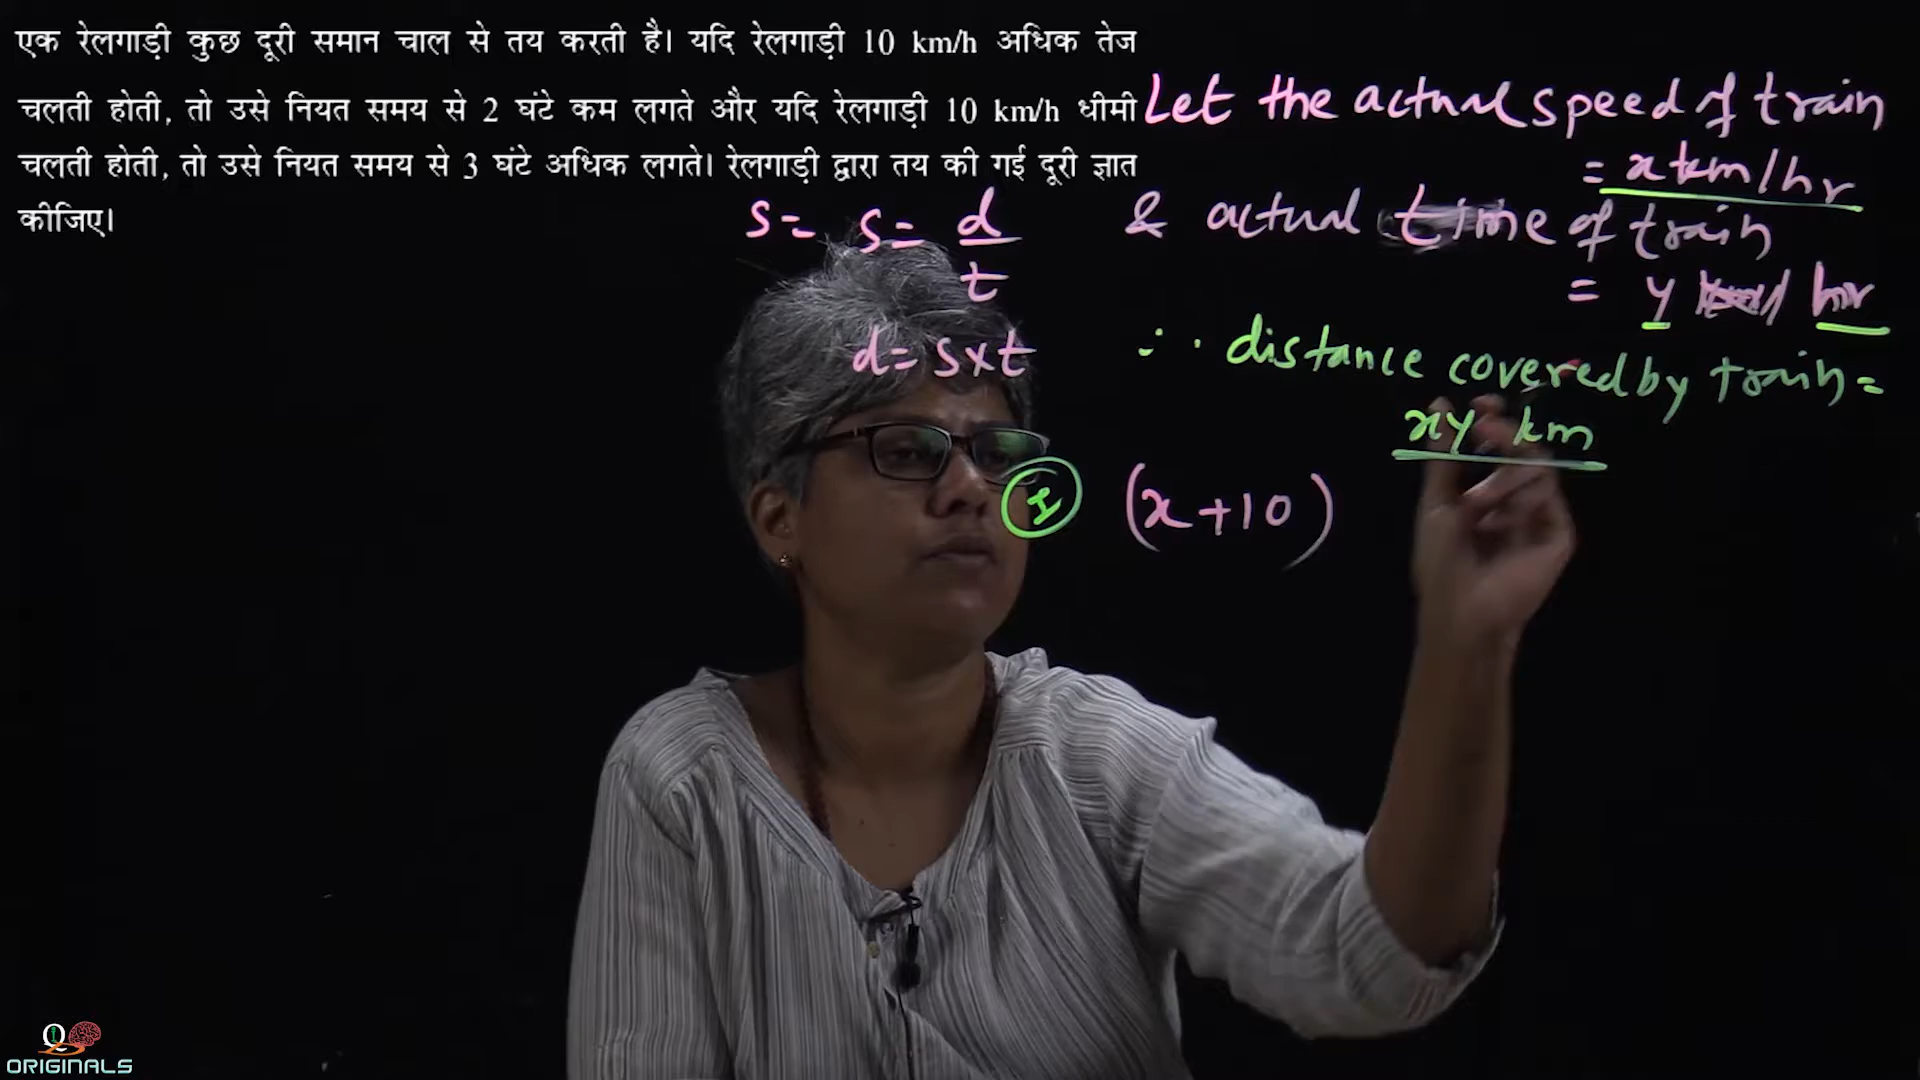 एक रेलगाड़ी कुछ दूरी समान चाल से तय करती है। यदि रेलगाड़ी 10 km/h अधिक तेज
चलती होती, तो उसे नियत समय से 2 घंटे कम लगते और यदि रेलगाड़ी 10 km/h धीमी
चलती होती, तो उसे नियत समय से 3 घंटे अधिक लगते। रेलगाड़ी द्वारा तय की गई दूरी ज्ञात
कीजिए।
Let the actual speed of train
= x km/hr
& actual time of train
= y hr
S = S = d/t
d = s x t
∴ distance covered by train =
xy km
I (x+10)
Q
ORIGINALS